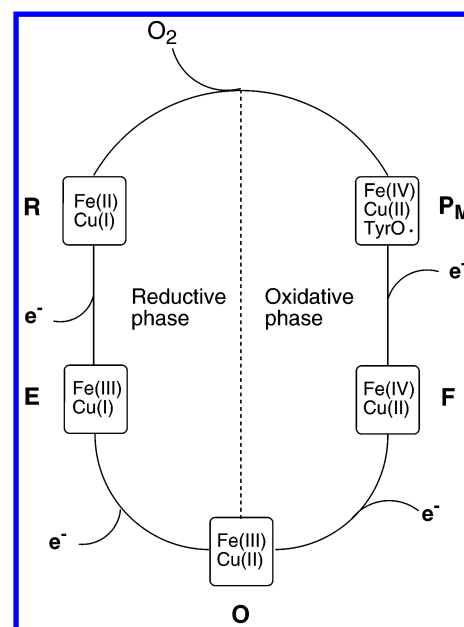 O2
R
Fe(II)
Cu(I)
Fe(IV)
Cu(II)
TyrO·
PM
e-
Reductive
phase
Oxidative
phase
e-
E
Fe(III)
Cu(I)
Fe(IV)
Cu(II)
F
e-
e-
Fe(III)
Cu(II)
O